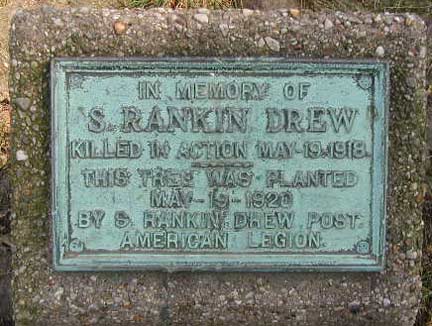 IN MEMORY OF
S. RANKIN DREW
KILLED IN ACTION MAY-19-1918.
THIS TREE WAS PLANTED
MAY-19-1920
BY S. RANKIN DREW POST
AMERICAN LEGION.